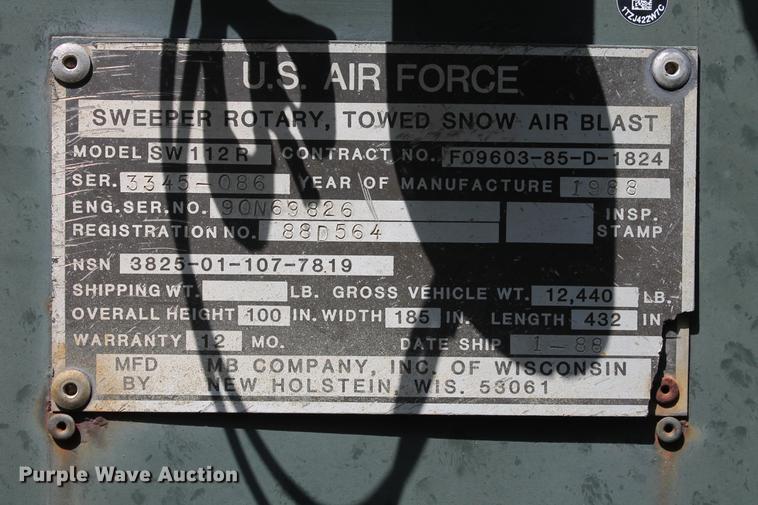 1TZJ422W7C
U.S. AIR FORCE
SWEEPER ROTARY, TOWED SNOW AIR BLAST
MODEL SW112R CONTRACT NO. F09603-85-D-1824
SER. 3345-086 YEAR OF MANUFACTURE 1988
ENG.SER.NO. 90N69826 INSP.
REGISTRATION NO. 88D564 STAMP
NSN 3825-01-107-7819
SHIPPING WT. LB. GROSS VEHICLE WT. 12,440 LB.
OVERALL HEIGHT 100 IN. WIDTH 185 IN. LENGTH 432 IN
WARRANTY 12 MO. DATE SHIP 1-88
MFD MB COMPANY, INC. OF WISCONSIN
BY NEW HOLSTEIN, WIS. 53061
Purple Wave Auction